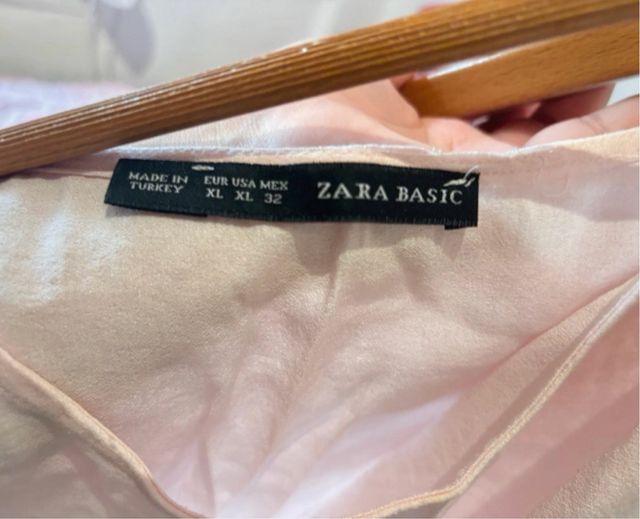 MADE IN
TURKEY
EUR USA MEX
XL XL 32
ZARA BASIC